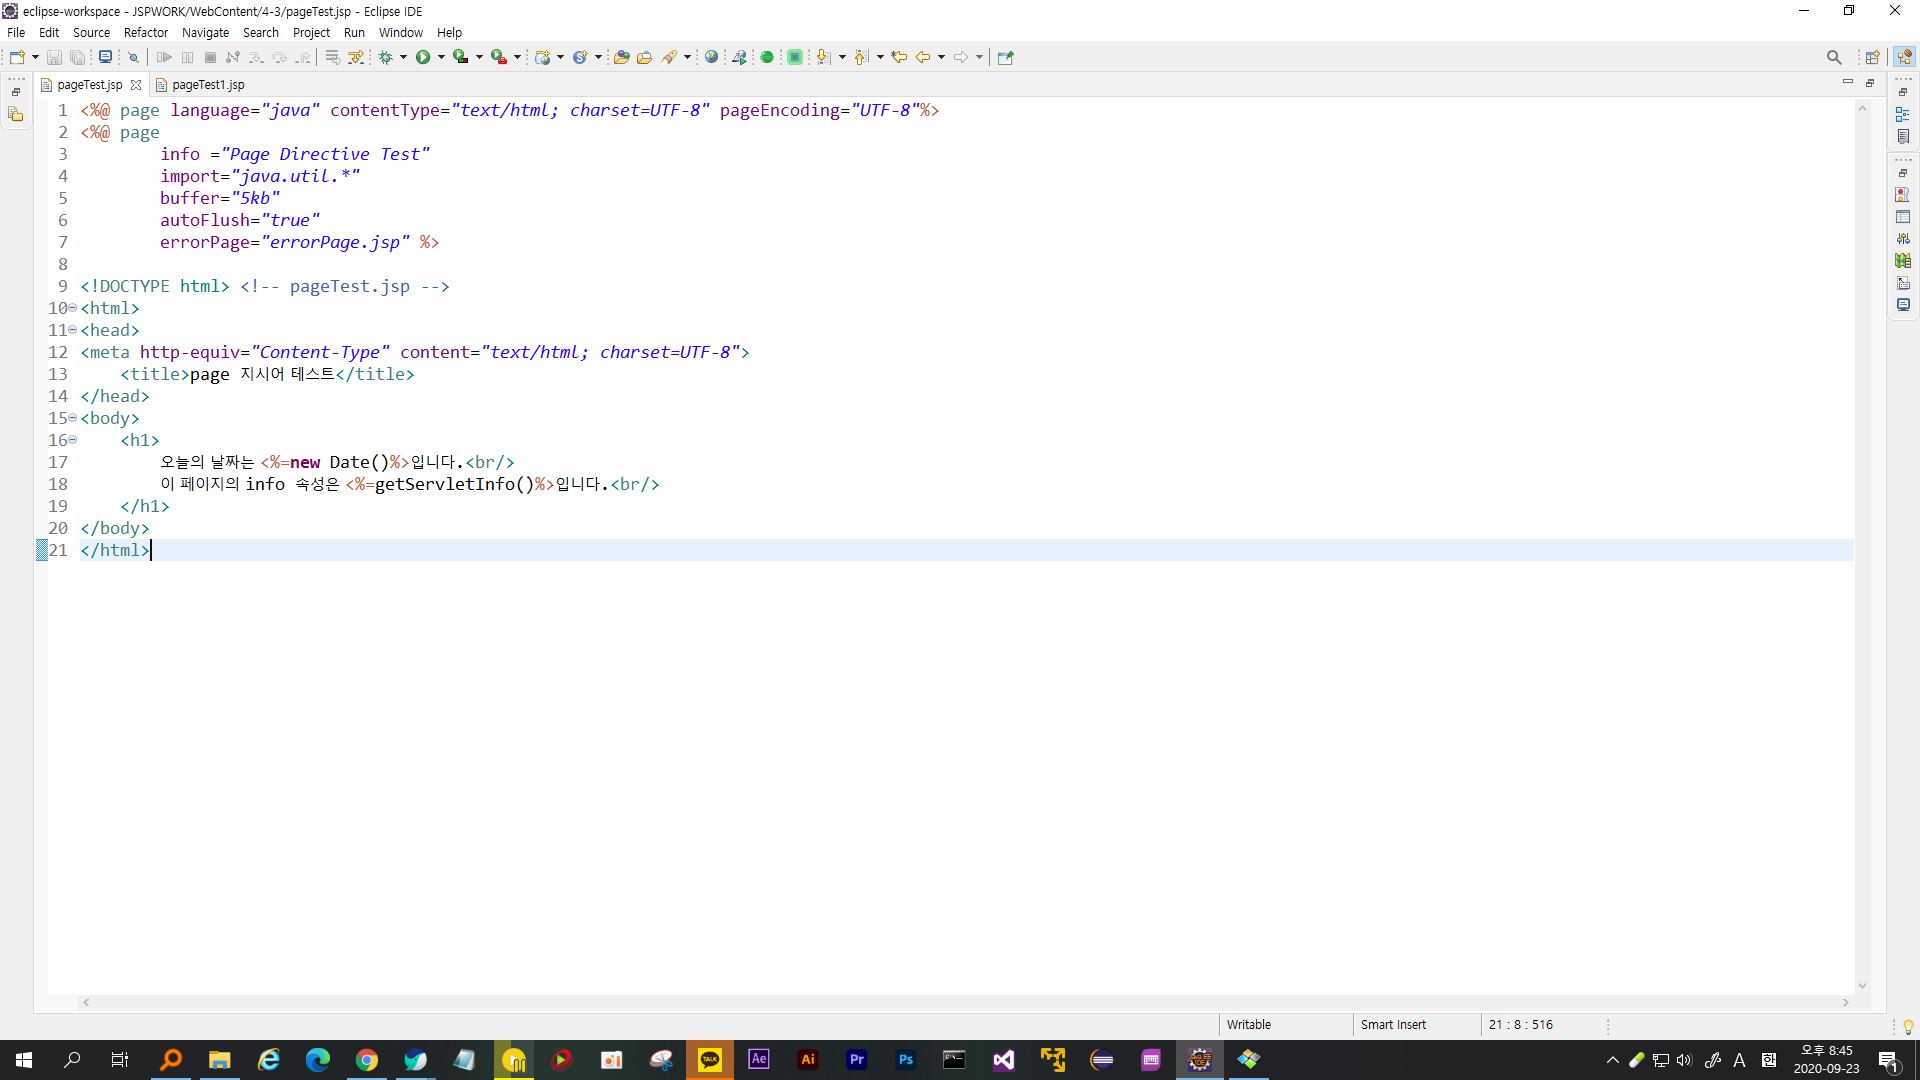 eclipse-workspace - JSPWORK/WebContent/4-3/pageTest.jsp - Eclipse IDE
File Edit Source Refactor Navigate Search Project Run Window Help
pageTest.jsp pageTest1.jsp
1 <%@ page language="java" contentType="text/html; charset=UTF-8" pageEncoding="UTF-8"%>
2 <%@ page
3 info ="Page Directive Test"
4 import="java.util.*"
5 buffer="5kb"
6 autoFlush="true"
7 errorPage="errorPage.jsp" %>
8
9 <!DOCTYPE html> <!-- pageTest.jsp -->
10 <html>
11 <head>
12 <meta http-equiv="Content-Type" content="text/html; charset=UTF-8">
13 <title>page 지시어 테스트</title>
14 </head>
15 <body>
16 <h1>
17 오늘의 날짜는 <%=new Date()%>입니다.<br/>
18 이 페이지의 info 속성은 <%=getServletInfo()%>입니다.<br/>
19 </h1>
20 </body>
21 </html>
Writable Smart Insert 21 : 8 : 516
TALK Ae Ai Pr Ps A 오후 8:45
2020-09-23 1